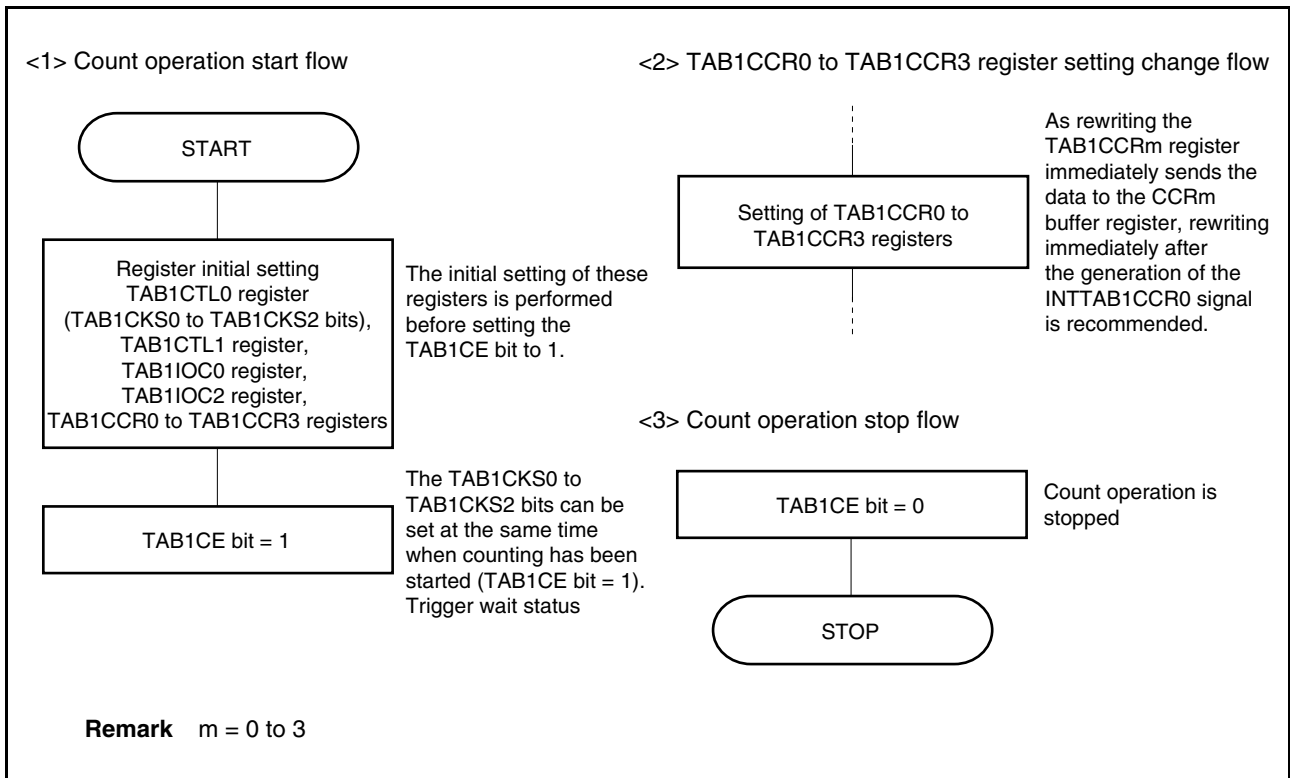 <1> Count operation start flow
START
Register initial setting
TAB1CTL0 register
(TAB1CKS0 to TAB1CKS2 bits),
TAB1CTL1 register,
TAB1IOC0 register,
TAB1IOC2 register,
TAB1CCR0 to TAB1CCR3 registers
The initial setting of these
registers is performed
before setting the
TAB1CE bit to 1.
TAB1CE bit = 1
The TAB1CKS0 to
TAB1CKS2 bits can be
set at the same time
when counting has been
started (TAB1CE bit = 1).
Trigger wait status
<2> TAB1CCR0 to TAB1CCR3 register setting change flow
Setting of TAB1CCR0 to
TAB1CCR3 registers
As rewriting the
TAB1CCRm register
immediately sends the
data to the CCRm
buffer register, rewriting
immediately after
the generation of the
INTTAB1CCR0 signal
is recommended.
<3> Count operation stop flow
TAB1CE bit = 0
Count operation is
stopped
STOP
Remark m = 0 to 3